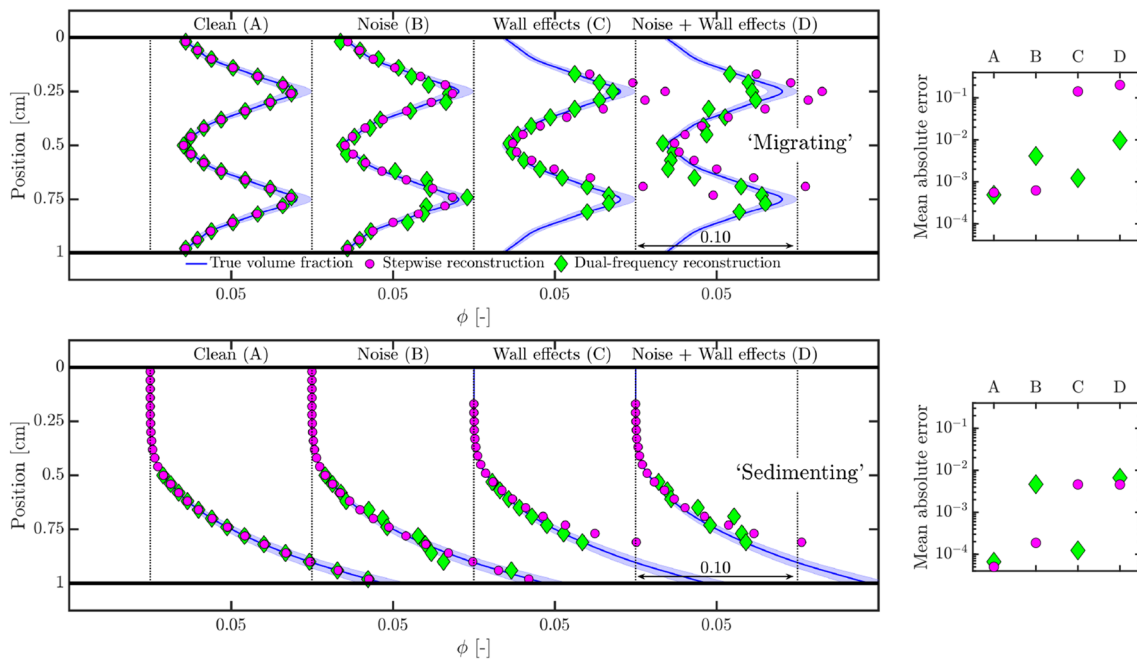 Clean (A) Noise (B) Wall effects (C) Noise + Wall effects (D)
0
0.25
0.5
0.75
1
Position [cm]
'Migrating'
0.10
True volume fraction Stepwise reconstruction Dual-frequency reconstruction
0.05 0.05 0.05 0.05
ϕ [-]
A B C D
10⁻¹
10⁻²
10⁻³
10⁻⁴
Mean absolute error
Clean (A) Noise (B) Wall effects (C) Noise + Wall effects (D)
0
0.25
0.5
0.75
1
Position [cm]
'Sedimenting'
0.10
0.05 0.05 0.05 0.05
ϕ [-]
A B C D
10⁻¹
10⁻²
10⁻³
10⁻⁴
Mean absolute error